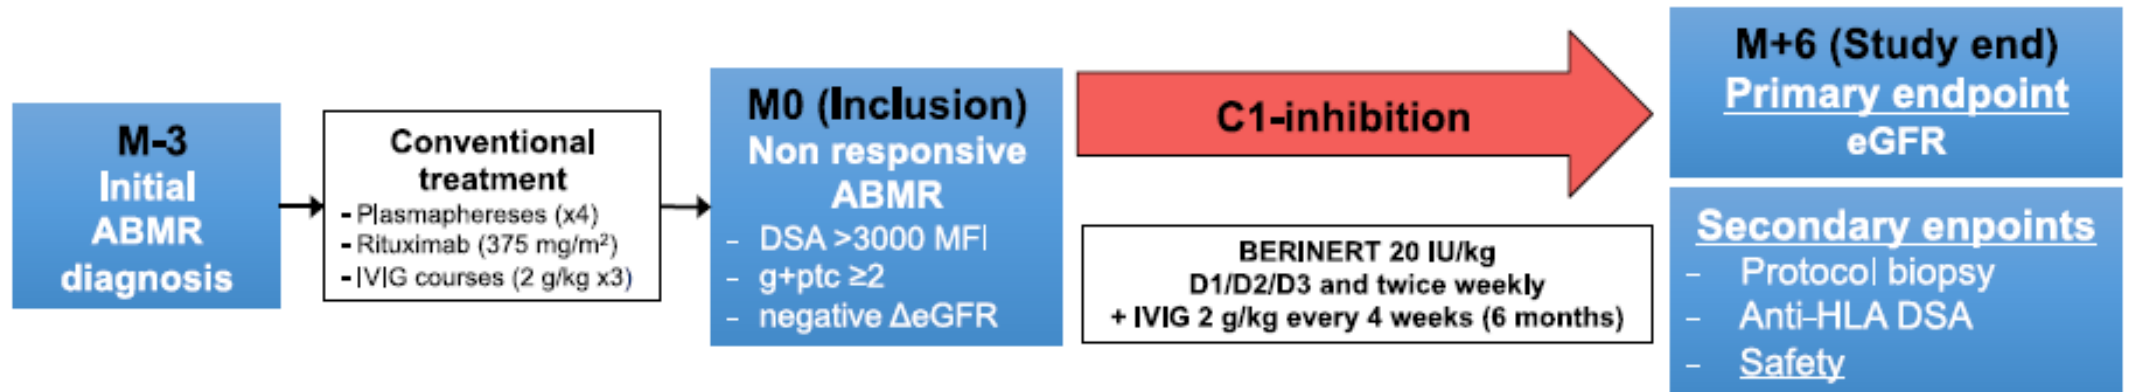 M-3
Initial
ABMR
diagnosis
Conventional
treatment
- Plasmaphereses (x4)
- Rituximab (375 mg/m²)
- IVIG courses (2 g/kg x3)
M0 (Inclusion)
Non responsive
ABMR
- DSA >3000 MFI
- g+ptc ≥2
- negative ΔeGFR
C1-inhibition
BERINERT 20 IU/kg
D1/D2/D3 and twice weekly
+ IVIG 2 g/kg every 4 weeks (6 months)
M+6 (Study end)
Primary endpoint
eGFR
Secondary enpoints
- Protocol biopsy
- Anti-HLA DSA
- Safety